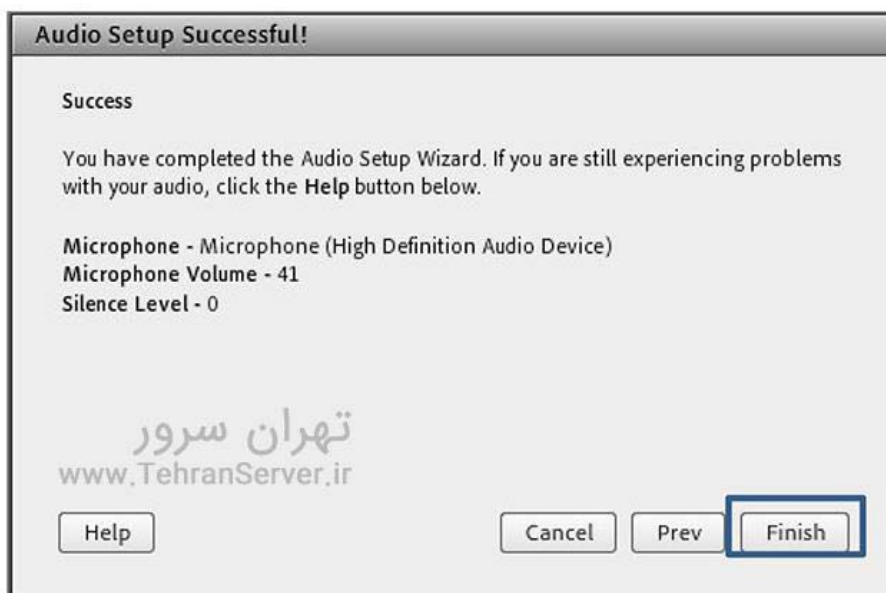 Audio Setup Successful!
Success
You have completed the Audio Setup Wizard. If you are still experiencing problems
with your audio, click the Help button below.
Microphone - Microphone (High Definition Audio Device)
Microphone Volume - 41
Silence Level - 0
تهران سرور
www.TehranServer.ir
Help Cancel Prev Finish